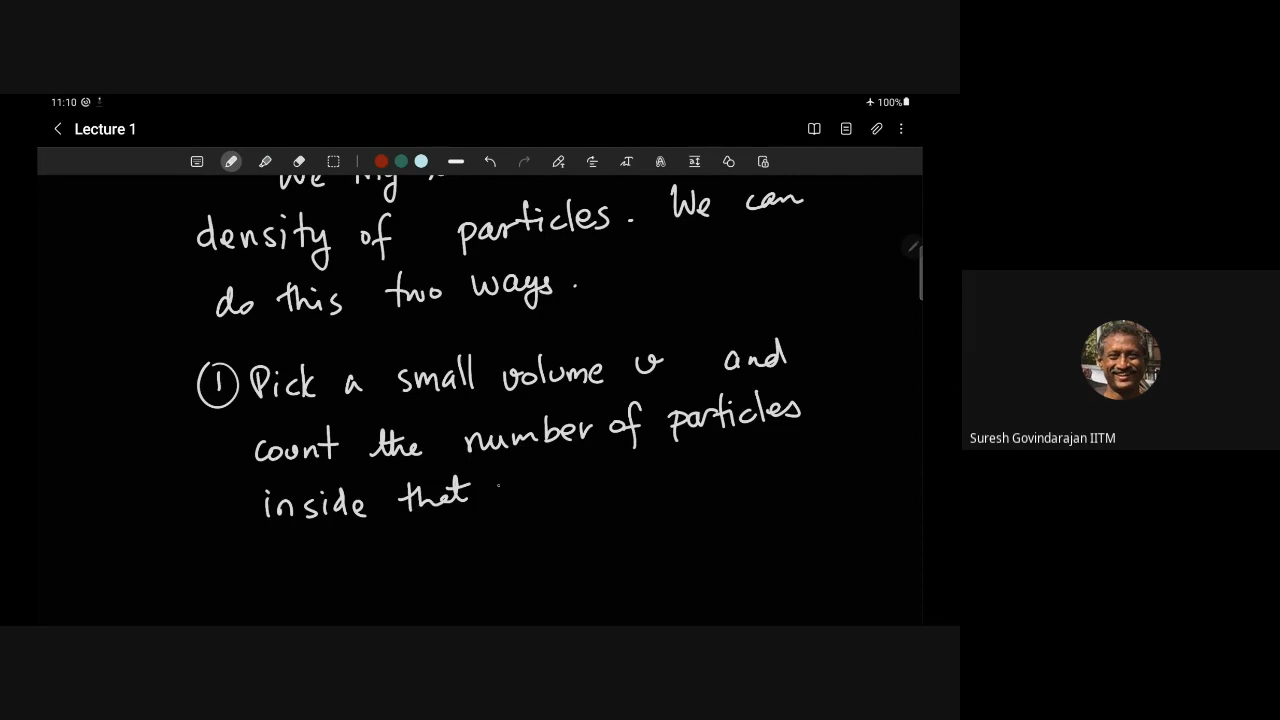 11:10 100%
Lecture 1
We
density of particles. We can
do this two ways.
① Pick a small volume v and
count the number of particles
inside that
Suresh Govindarajan IITM